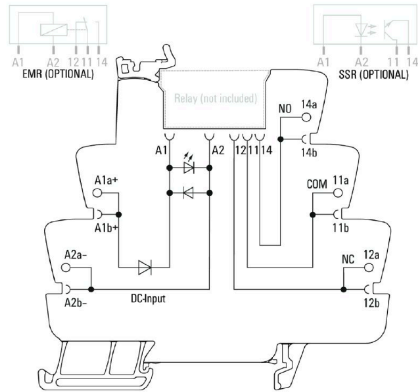 A1 A2 12 11 14
EMR (OPTIONAL)
A1 A2 11 14
SSR (OPTIONAL)
Relay (not included)
NO 14a
A1 A2 12 11 14 14b
A1a+ COM 11a
A1b+ 11b
A2a– NC 12a
A2b– DC-Input 12b